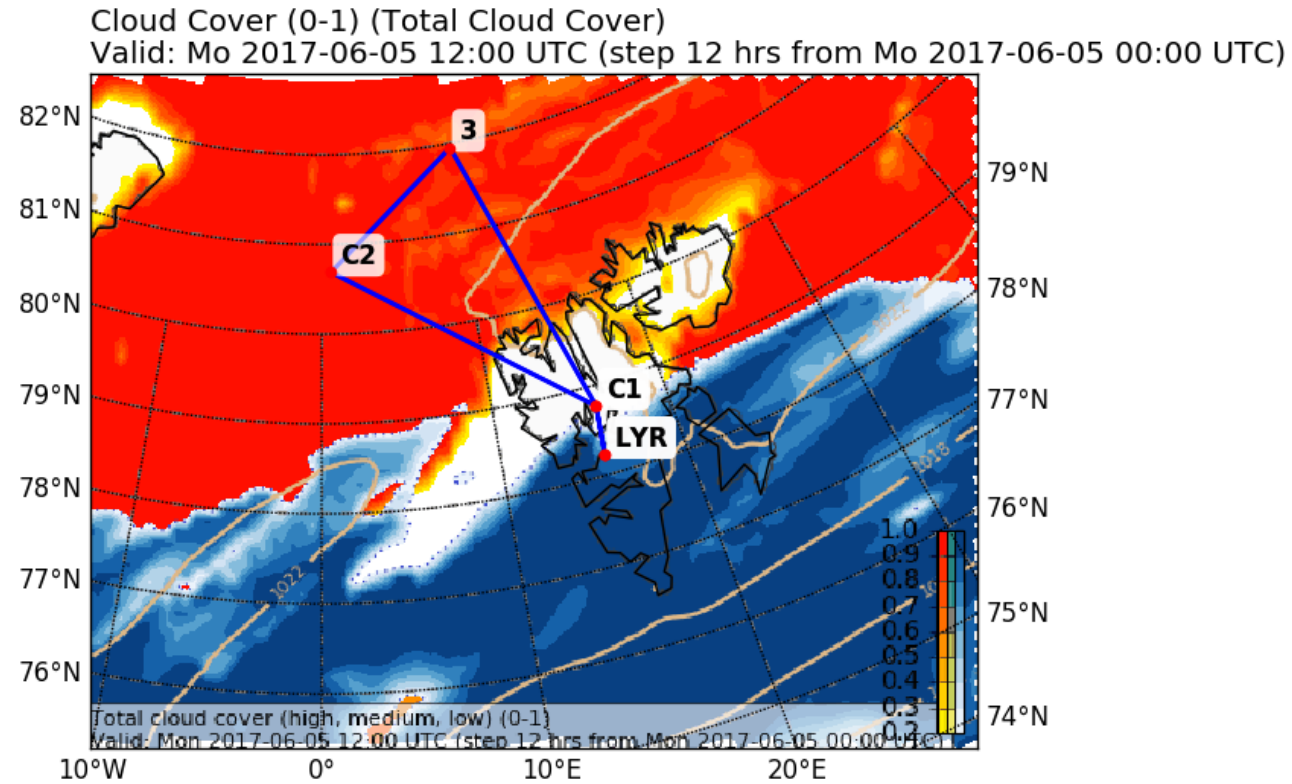 Cloud Cover (0-1) (Total Cloud Cover)
Valid: Mo 2017-06-05 12:00 UTC (step 12 hrs from Mo 2017-06-05 00:00 UTC)
82°N
81°N
80°N
79°N
78°N
77°N
76°N
3
C2
C1
LYR
1022
1022
1018
79°N
78°N
77°N
76°N
75°N
74°N
1.0
0.9
0.8
0.7
0.6
0.5
0.4
0.3
0.2
Total cloud cover (high, medium, low) (0-1)
Valid: Mon 2017-06-05 12:00 UTC (step 12 hrs from Mon 2017-06-05 00:00 UTC)
10°W
0°
10°E
20°E